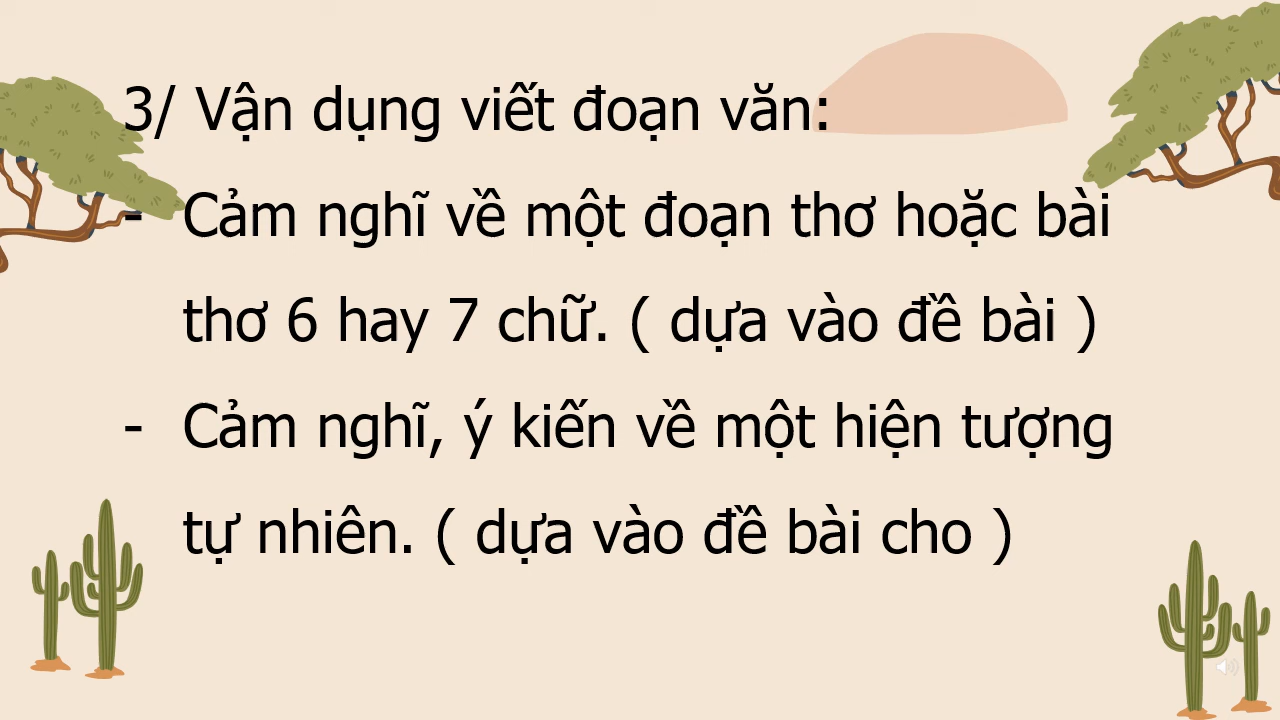 3/ Vận dụng viết đoạn văn:
- Cảm nghĩ về một đoạn thơ hoặc bài
thơ 6 hay 7 chữ. ( dựa vào đề bài )
- Cảm nghĩ, ý kiến về một hiện tượng
tự nhiên. ( dựa vào đề bài cho )